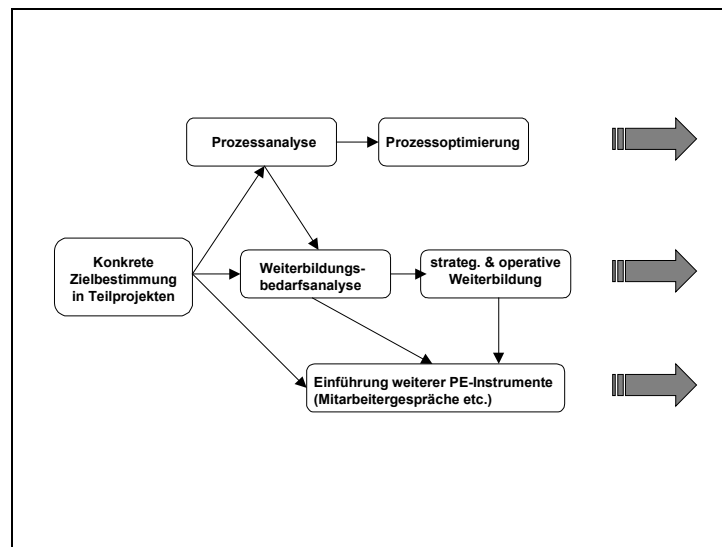 Prozessanalyse
Prozessoptimierung
Konkrete
Zielbestimmung
in Teilprojekten
Weiterbildungs-
bedarfsanalyse
strateg. & operative
Weiterbildung
Einführung weiterer PE-Instrumente
(Mitarbeitergespräche etc.)